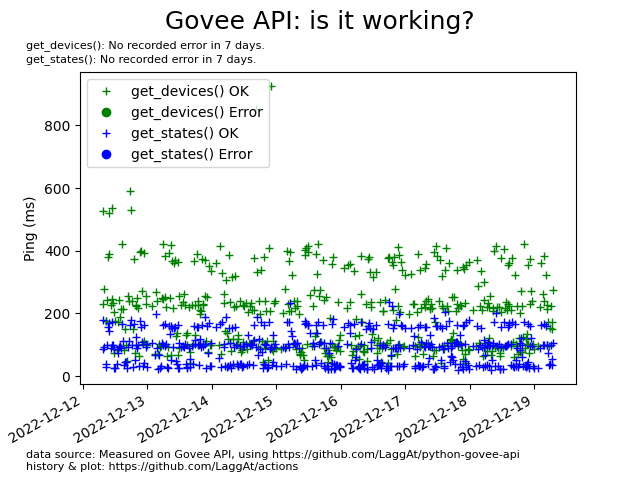 Govee API: is it working?
get_devices(): No recorded error in 7 days.
get_states(): No recorded error in 7 days.
get_devices() OK
get_devices() Error
get_states() OK
get_states() Error
Ping (ms)
800
600
400
200
0
2022-12-12
2022-12-13
2022-12-14
2022-12-15
2022-12-16
2022-12-17
2022-12-18
2022-12-19
data source: Measured on Govee API, using https://github.com/LaggAt/python-govee-api
history & plot: https://github.com/LaggAt/actions